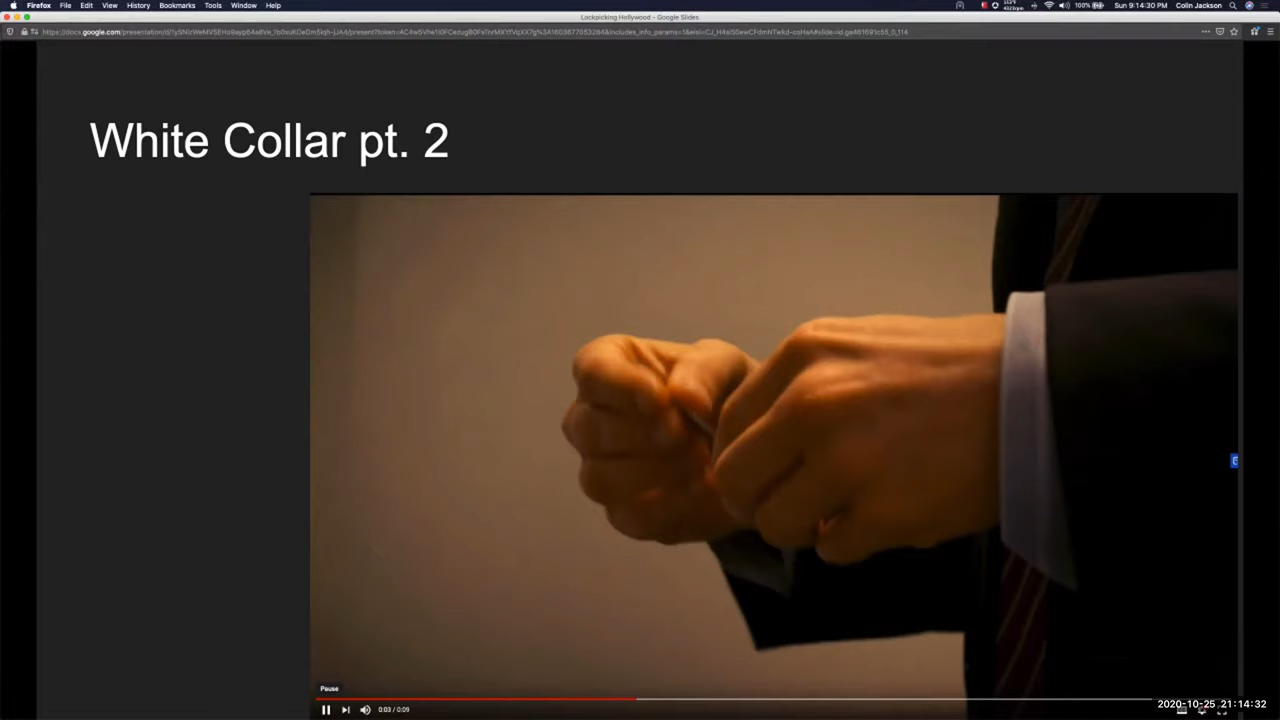 Firefox File Edit View History Bookmarks Tools Window Help 100% Sun 9:14:30 PM Colin Jackson
Lockpicking Hollywood - Google Slides
White Collar pt. 2
Pause
0:03 / 0:09
2020-10-25 21:14:32